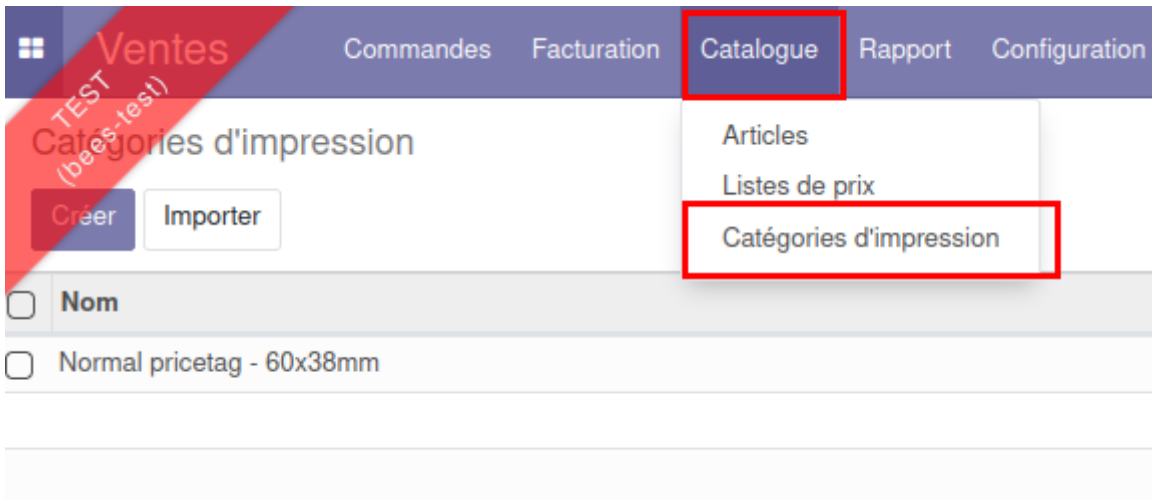 Ventes Commandes Facturation Catalogue Rapport Configuration
TEST
(bees-test)
Catégories d'impression
Articles
Listes de prix
Catégories d'impression
Créer Importer
Nom
Normal pricetag - 60x38mm